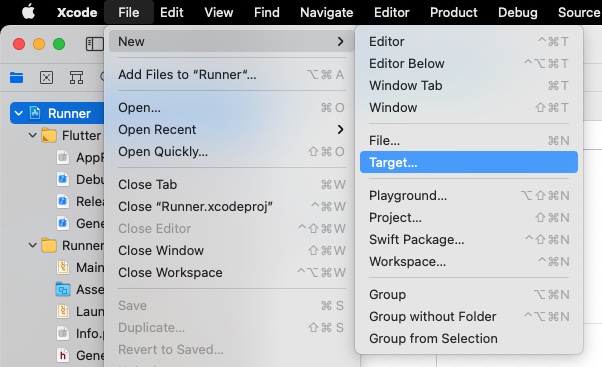 Xcode File Edit View Find Navigate Editor Product Debug Source
New
Add Files to “Runner”... ⌥⌘A
Open... ⌘O
Open Recent
Open Quickly... ⇧⌘O
Close Tab ⌘W
Close “Runner.xcodeproj” ^⌘W
Close Editor ^⇧⌘W
Close Window ⇧⌘W
Close Workspace ^⌥⌘W
Save ⌘S
Duplicate... ⇧⌘S
Revert to Saved...
Editor ^⌘T
Editor Below ^⌥⌘T
Window Tab ⌘T
Window ⇧⌘T
File... ⌘N
Target...
Playground... ⌥⇧⌘N
Project... ⇧⌘N
Swift Package... ^⇧⌘N
Workspace... ^⌘N
Group ⌥⌘N
Group without Folder ^⌥⌘N
Group from Selection
Runner
Flutter
AppF
Debu
Relea
Gene
Runner
Main
Asse
Laun
Info.p
Gene